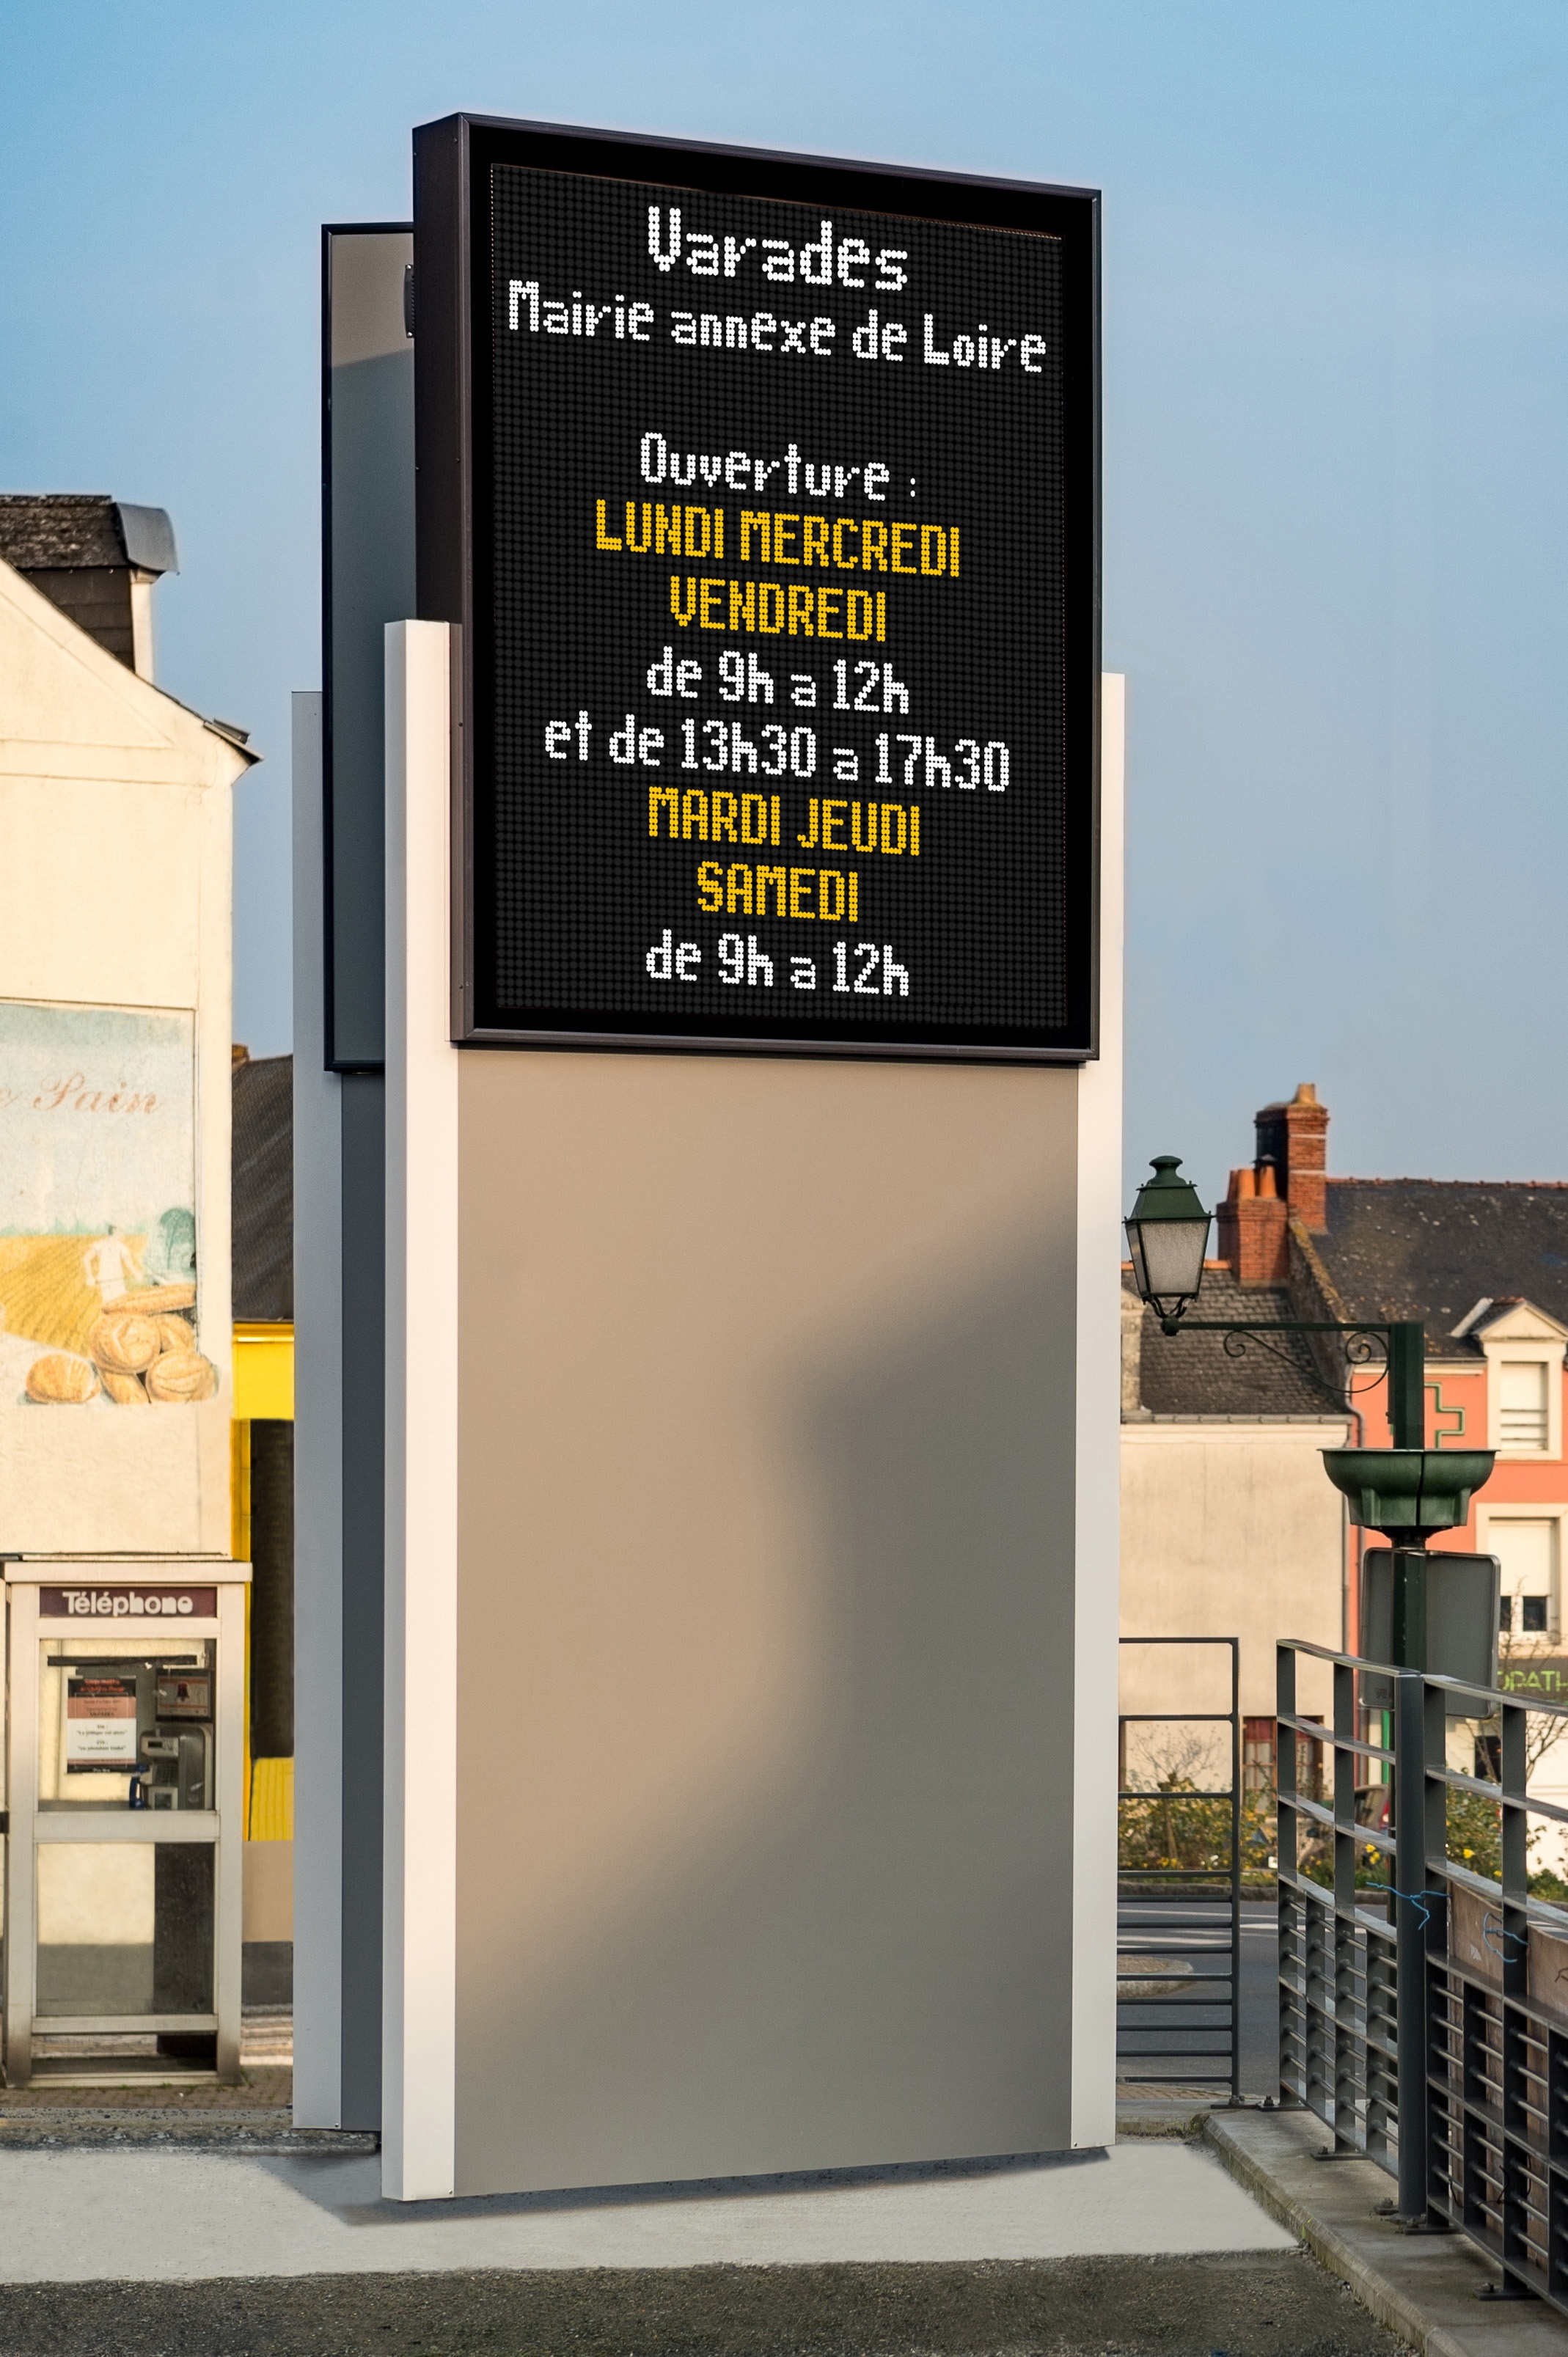 Varades
Mairie annexe de Loire
Ouverture :
LUNDI MERCREDI
VENDREDI
de 9h a 12h
et de 13h30 a 17h30
MARDI JEUDI
SAMEDI
de 9h a 12h
Pain
Téléphone
OPATH